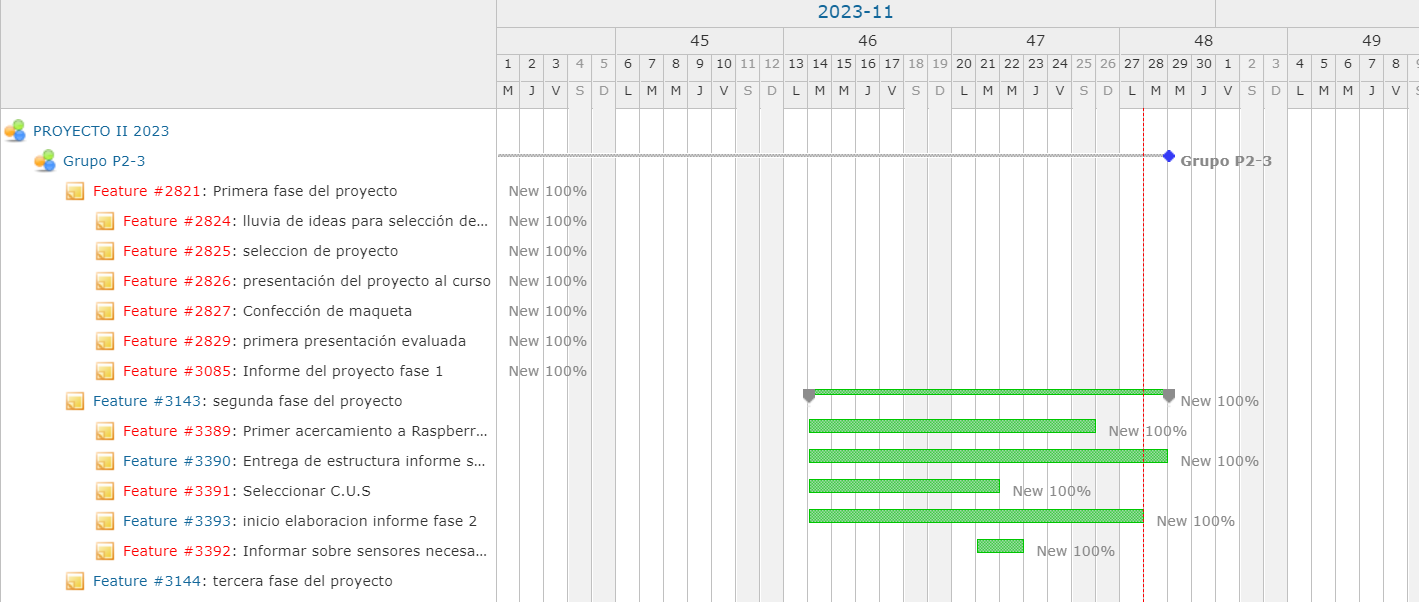 2023-11
45 46 47 48 49
1 2 3 4 5 6 7 8 9 10 11 12 13 14 15 16 17 18 19 20 21 22 23 24 25 26 27 28 29 30 1 2 3 4 5 6 7 8
M J V S D L M M J V S D L M M J V S D L M M J V S D L M M J V S D L M M J V
PROYECTO II 2023
Grupo P2-3 Grupo P2-3
Feature #2821: Primera fase del proyecto New 100%
Feature #2824: lluvia de ideas para selección de... New 100%
Feature #2825: seleccion de proyecto New 100%
Feature #2826: presentación del proyecto al curso New 100%
Feature #2827: Confección de maqueta New 100%
Feature #2829: primera presentación evaluada New 100%
Feature #3085: Informe del proyecto fase 1 New 100%
Feature #3143: segunda fase del proyecto New 100%
Feature #3389: Primer acercamiento a Raspberr... New 100%
Feature #3390: Entrega de estructura informe s... New 100%
Feature #3391: Seleccionar C.U.S New 100%
Feature #3393: inicio elaboracion informe fase 2 New 100%
Feature #3392: Informar sobre sensores necesa... New 100%
Feature #3144: tercera fase del proyecto